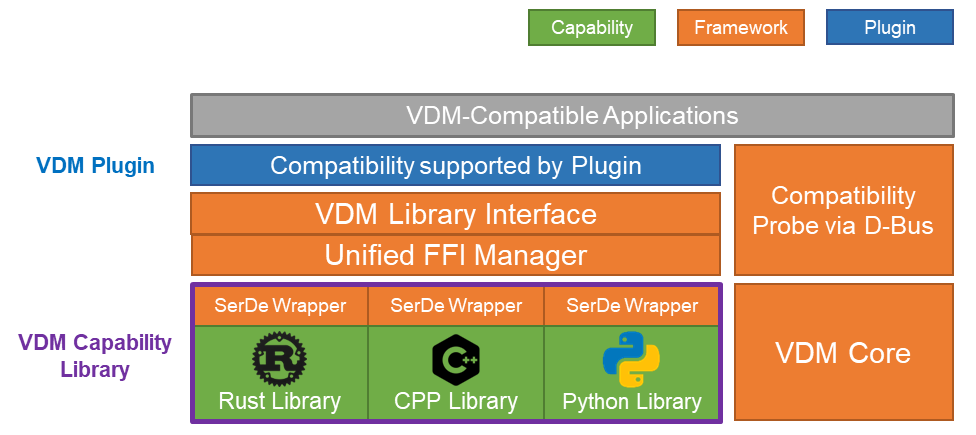 Capability
Framework
Plugin
VDM-Compatible Applications
VDM Plugin
Compatibility supported by Plugin
Compatibility
Probe via D-Bus
VDM Library Interface
Unified FFI Manager
VDM Capability
Library
SerDe Wrapper
SerDe Wrapper
SerDe Wrapper
R
C++
Rust Library
CPP Library
Python Library
VDM Core